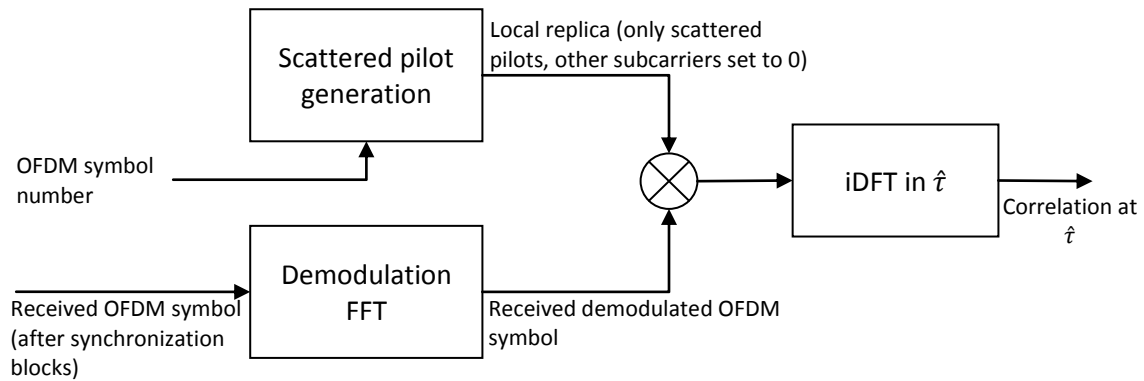 Local replica (only scattered
pilots, other subcarriers set to 0)
Scattered pilot
generation
OFDM symbol
number
iDFT in τ̂
Correlation at
τ̂
Demodulation
FFT
Received OFDM symbol
(after synchronization
blocks)
Received demodulated OFDM
symbol